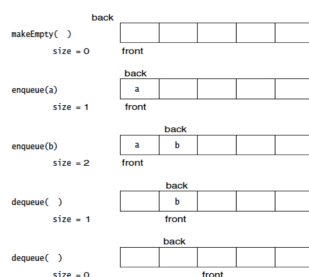 back
makeEmpty( )
size = 0 front
back
enqueue(a) a
size = 1 front
back
enqueue(b) a b
size = 2 front
back
dequeue( ) b
size = 1 front
back
dequeue( )
size = 0 front